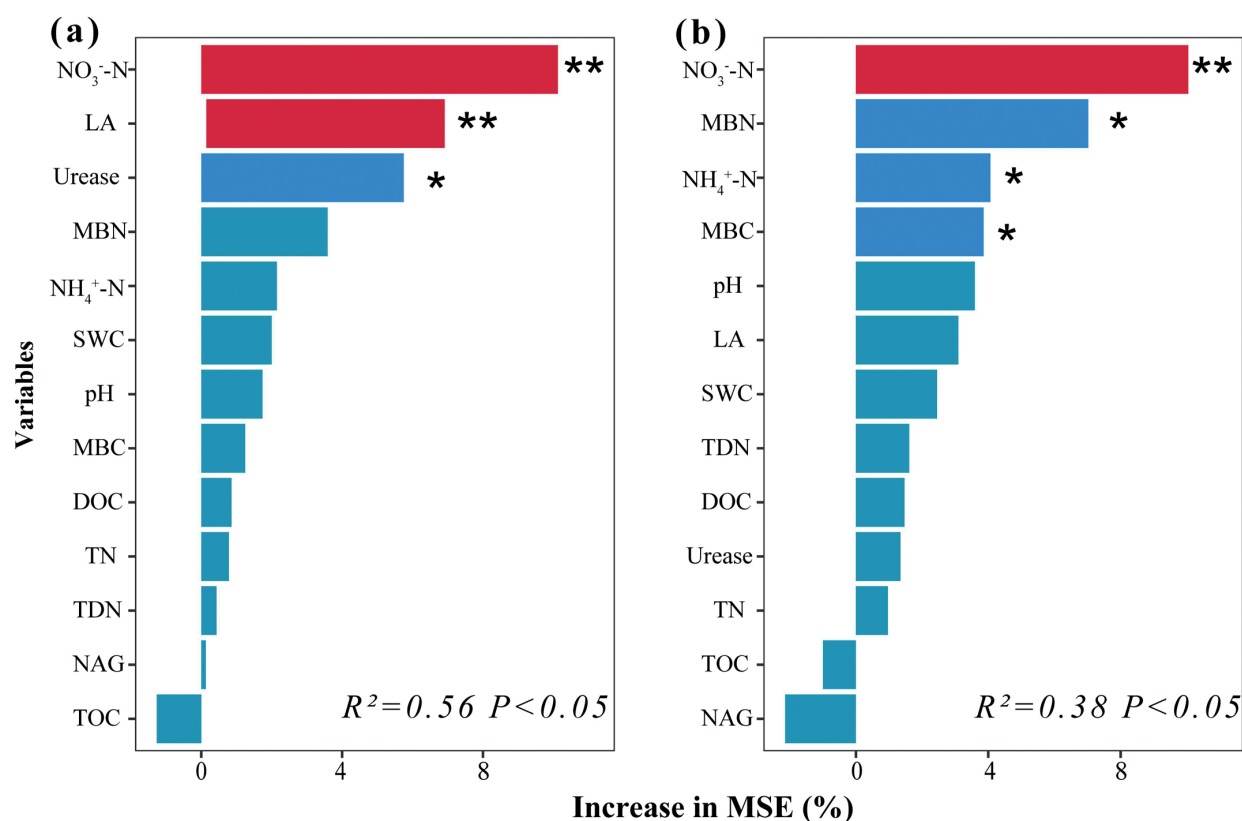 (a)
NO₃⁻-N
**
LA
**
Urease
*
MBN
NH₄⁺-N
SWC
pH
MBC
DOC
TN
TDN
NAG
TOC
R²=0.56 P<0.05
0 4 8
Variables
(b)
NO₃⁻-N
**
MBN
*
NH₄⁺-N
*
MBC
*
pH
LA
SWC
TDN
DOC
Urease
TN
TOC
NAG
R²=0.38 P<0.05
0 4 8
Increase in MSE (%)